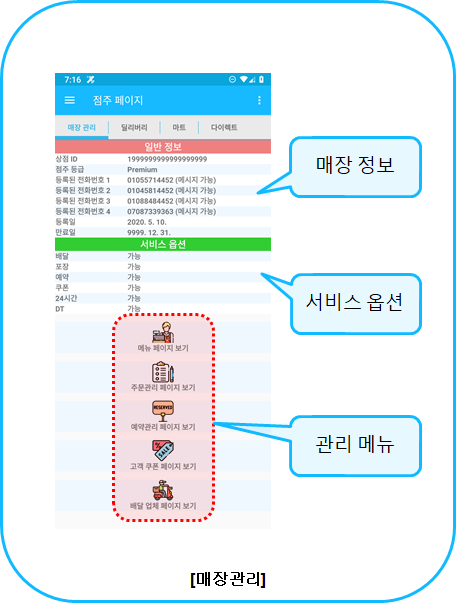 7:16
점주 페이지
매장 관리 딜리버리 마트 다이렉트
일반 정보
상점 ID 1999999999999999999
점주 등급 Premium
등록된 전화번호 1 01055714452 (메시지 가능)
등록된 전화번호 2 01045814452 (메시지 가능)
등록된 전화번호 3 01088484452 (메시지 가능)
등록된 전화번호 4 07087339363 (메시지 가능)
등록일 2020. 5. 10.
만료일 9999. 12. 31.
서비스 옵션
배달 가능
포장 가능
예약 가능
쿠폰 가능
24시간 가능
DT 가능
메뉴 페이지 보기
주문관리 페이지 보기
RESERVED
예약관리 페이지 보기
SALE
고객 쿠폰 페이지 보기
배달 업체 페이지 보기
매장 정보
서비스 옵션
관리 메뉴
[매장관리]